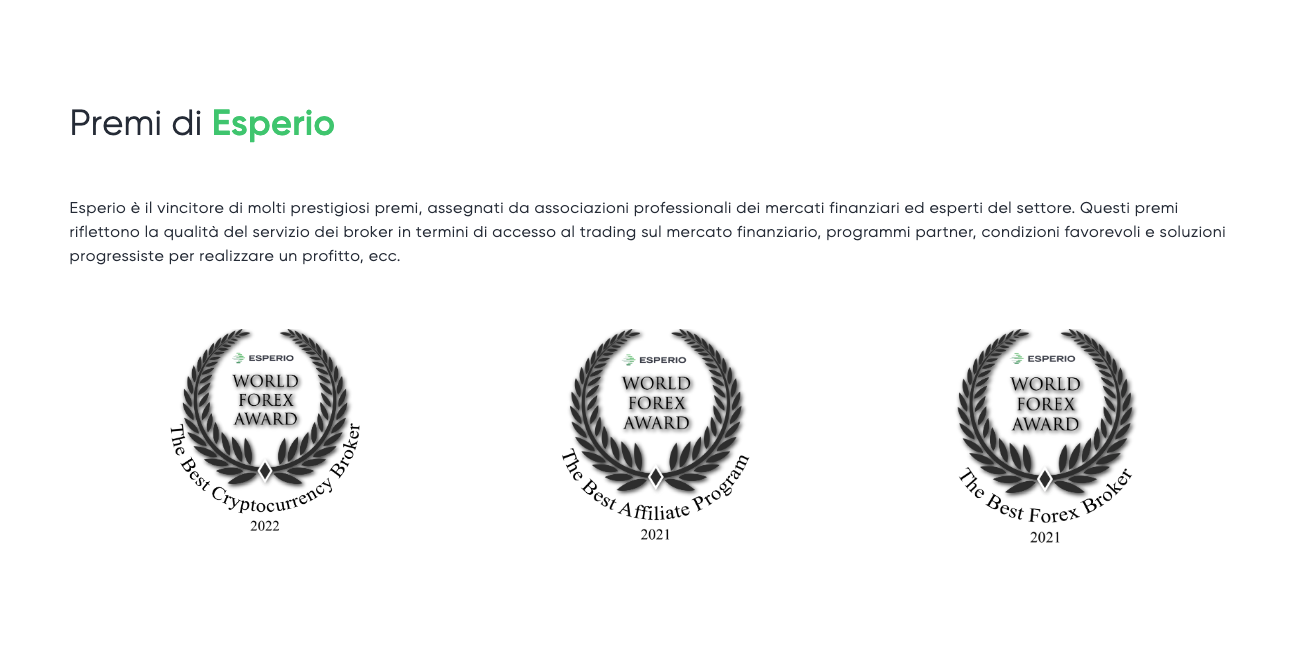 Premi di Esperio
Esperio è il vincitore di molti prestigiosi premi, assegnati da associazioni professionali dei mercati finanziari ed esperti del settore. Questi premi
riflettono la qualità del servizio dei broker in termini di accesso al trading sul mercato finanziario, programmi partner, condizioni favorevoli e soluzioni
progressiste per realizzare un profitto, ecc.
ESPERIO
WORLD
FOREX
AWARD
The Best Cryptocurrency Broker
2022
ESPERIO
WORLD
FOREX
AWARD
The Best Affiliate Program
2021
ESPERIO
WORLD
FOREX
AWARD
The Best Forex Broker
2021